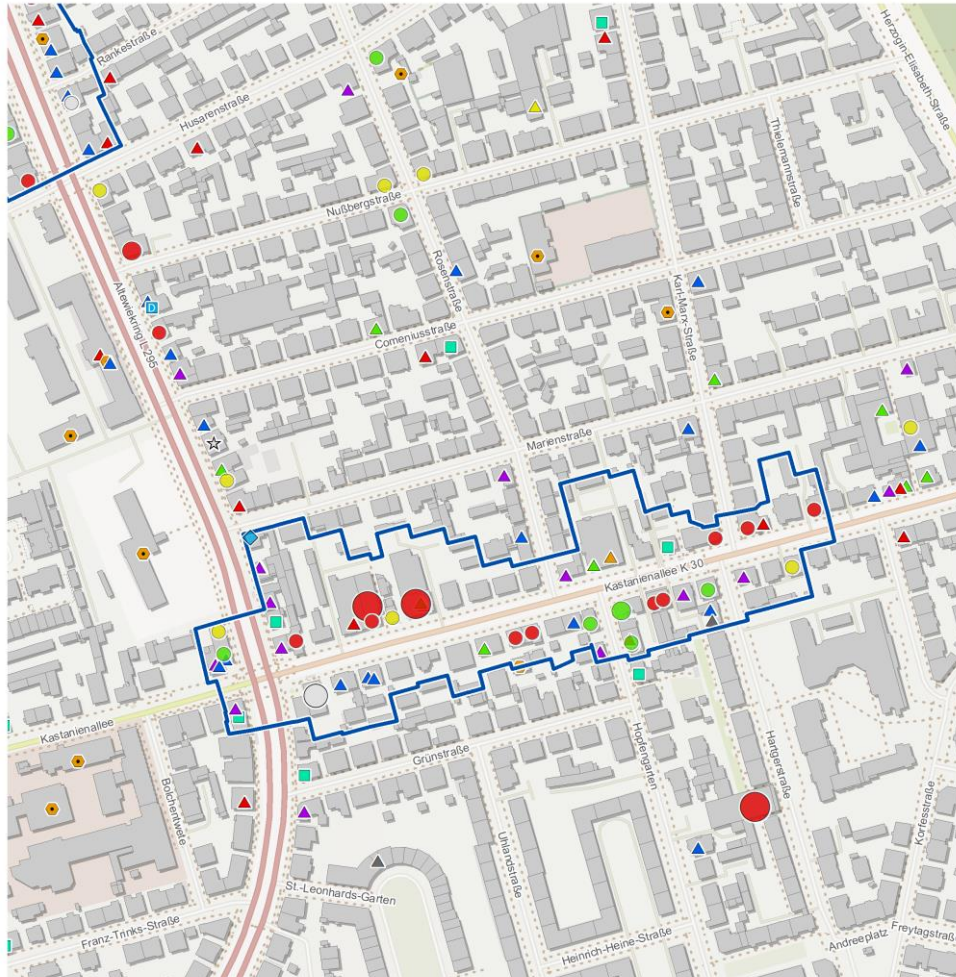 Rankestraße
Herzogin-Elisabeth-Straße
Husarenstraße
Thielemannstraße
Nußbergstraße
Rosenstraße
Karl-Marx-Straße
Altewiekring L 295
D
Comeniusstraße
Marienstraße
Kastanienallee K 30
Kastanienallee
Grünstraße
Hopfengarten
Hartgerstraße
Bolchentwete
Uhlandstraße
Korfesstraße
St.-Leonhards-Garten
Franz-Trinks-Straße
Heinrich-Heine-Straße
Andreeplatz
Freytagstraß